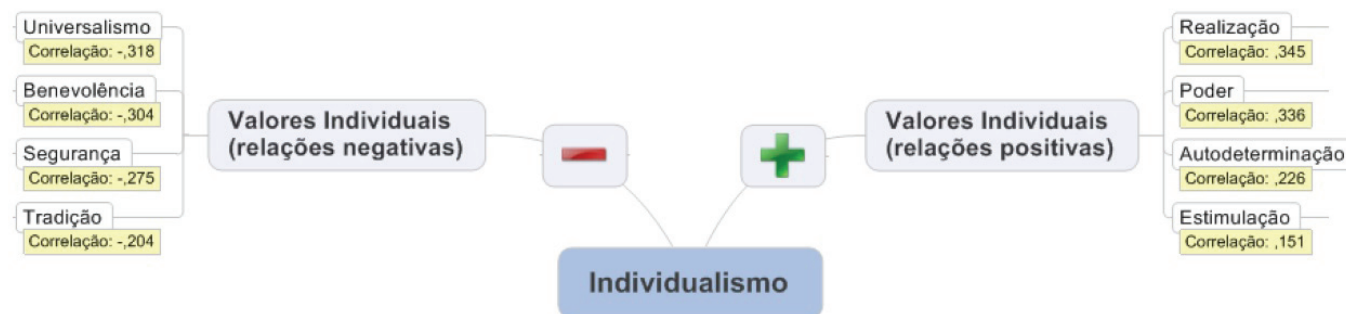 Universalismo
Correlação: -,318
Benevolência
Correlação: -,304
Segurança
Correlação: -,275
Tradição
Correlação: -,204
Valores Individuais
(relações negativas)
Valores Individuais
(relações positivas)
Realização
Correlação: ,345
Poder
Correlação: ,336
Autodeterminação
Correlação: ,226
Estimulação
Correlação: ,151
Individualismo